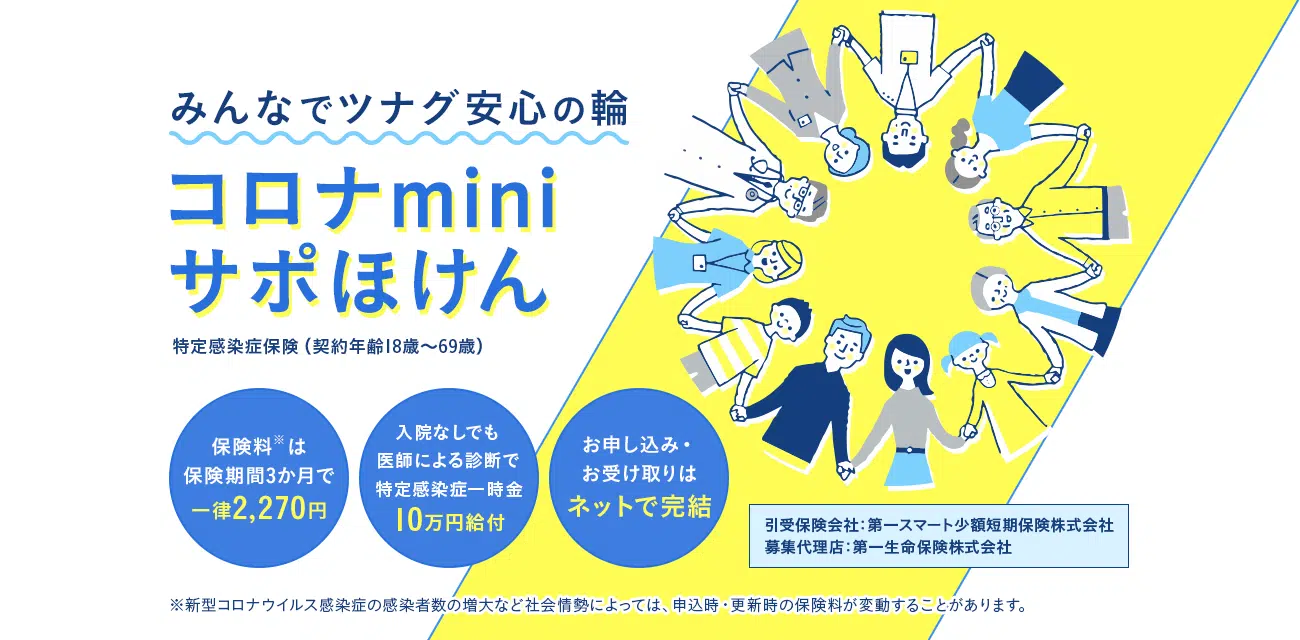 みんなでツナグ安心の輪
コロナmini
サポほけん
特定感染症保険(契約年齢18歳〜69歳)
保険料※は
保険期間3か月で
一律2,270円
入院なしでも
医師による診断で
特定感染症一時金
10万円給付
お申し込み・
お受け取りは
ネットで完結
引受保険会社：第一スマート少額短期保険株式会社
募集代理店：第一生命保険株式会社
※新型コロナウイルス感染症の感染者数の増大など社会情勢によっては、申込時・更新時の保険料が変動することがあります。